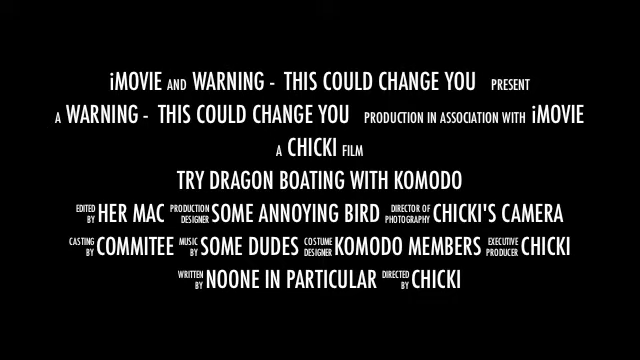 iMOVIE AND WARNING - THIS COULD CHANGE YOU PRESENT
A WARNING - THIS COULD CHANGE YOU PRODUCTION IN ASSOCIATION WITH iMOVIE
A CHICKI FILM
TRY DRAGON BOATING WITH KOMODO
EDITED BY HER MAC PRODUCTION DESIGNER SOME ANNOYING BIRD DIRECTOR OF PHOTOGRAPHY CHICKI'S CAMERA
CASTING BY COMMITEE MUSIC BY SOME DUDES COSTUME DESIGNER KOMODO MEMBERS EXECUTIVE PRODUCER CHICKI
WRITTEN BY NOONE IN PARTICULAR DIRECTED BY CHICKI